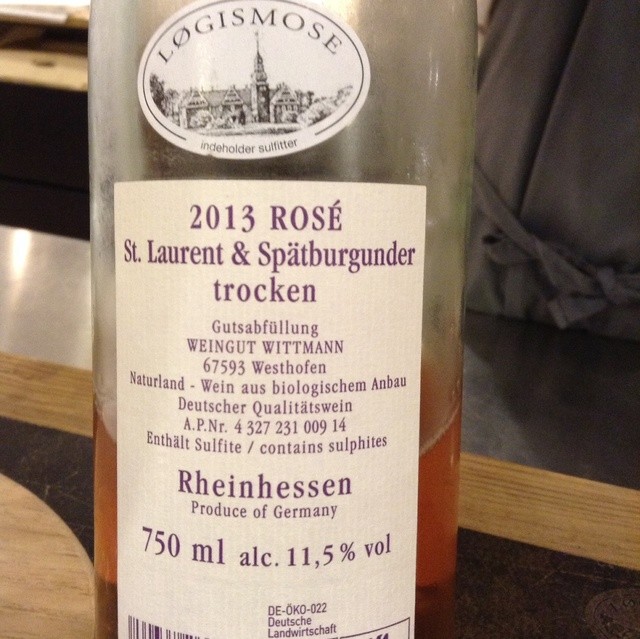 LØGISMOSE
indeholder sulfitter
2013 ROSÉ
St. Laurent & Spätburgunder
trocken
Gutsabfüllung
WEINGUT WITTMANN
67593 Westhofen
Naturland - Wein aus biologischem Anbau
Deutscher Qualitätswein
A.P.Nr. 4 327 231 009 14
Enthält Sulfite / contains sulphites
Rheinhessen
Produce of Germany
750 ml alc. 11,5 % vol
DE-ÖKO-022
Deutsche
Landwirtschaft